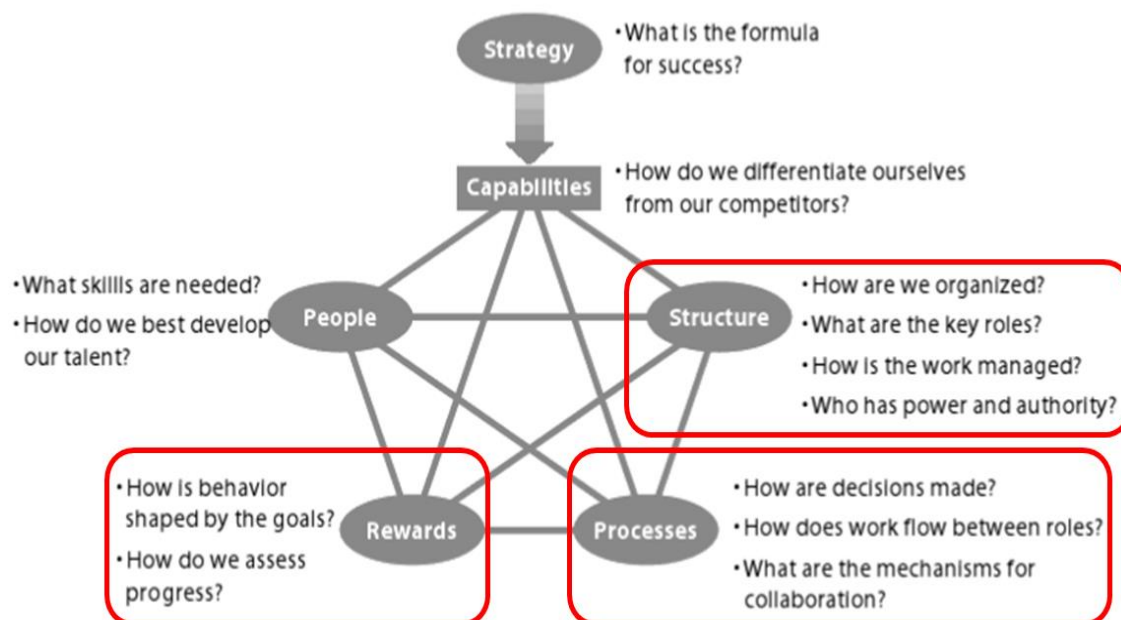 Strategy
•What is the formula
for success?
Capabilities
•How do we differentiate ourselves
from our competitors?
•What skillls are needed?
•How do we best develop
our talent?
People
Structure
•How are we organized?
•What are the key roles?
•How is the work managed?
•Who has power and authority?
•How is behavior
shaped by the goals?
•How do we assess
progress?
Rewards
Processes
•How are decisions made?
•How does work flow between roles?
•What are the mechanisms for
collaboration?